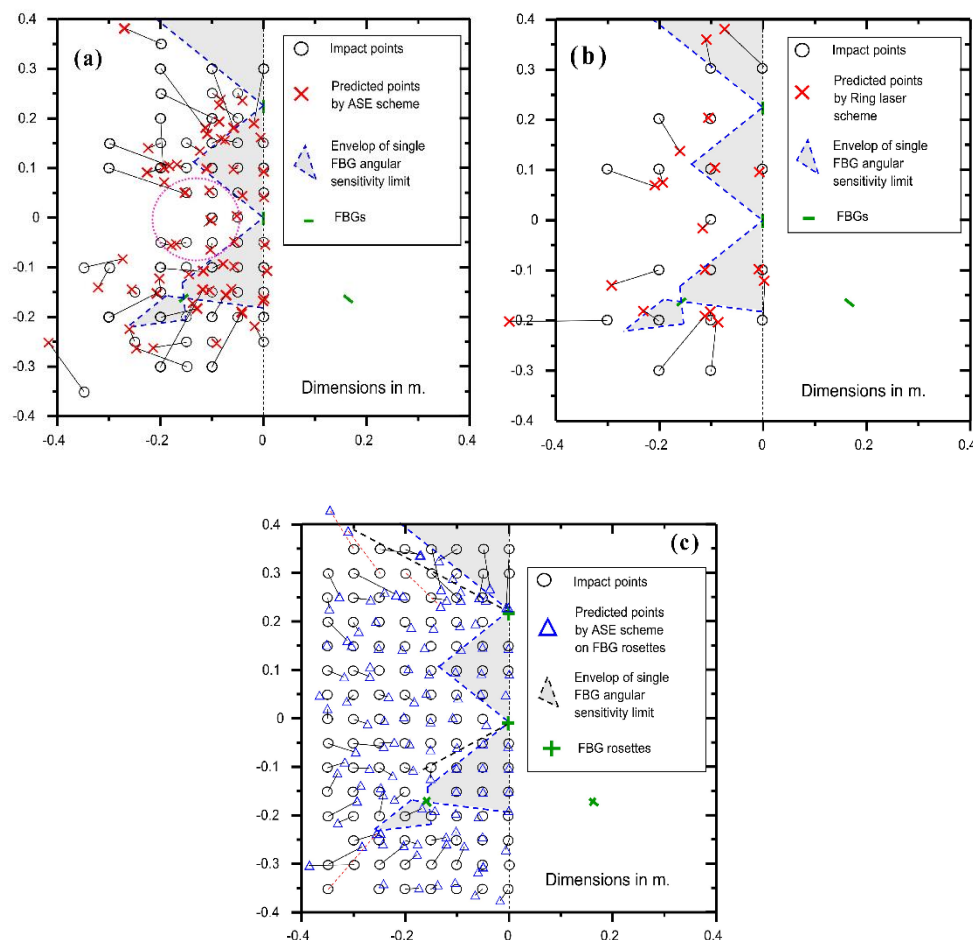 (a)
0.4
0.3
0.2
0.1
0
-0.1
-0.2
-0.3
-0.4
Impact points
Predicted points
by ASE scheme
Envelop of single
FBG angular
sensitivity limit
FBGs
Dimensions in m.
-0.4 -0.2 0 0.2 0.4
(b)
0.4
0.3
0.2
0.1
0
-0.1
-0.2
-0.3
-0.4
Impact points
Predicted points
by Ring laser
scheme
Envelop of single
FBG angular
sensitivity limit
FBGs
Dimensions in m.
-0.4 -0.2 0 0.2 0.4
(c)
0.4
0.3
0.2
0.1
0
-0.1
-0.2
-0.3
-0.4
Impact points
Predicted points
by ASE scheme
on FBG rosettes
Envelop of single
FBG angular
sensitivity limit
FBG rosettes
Dimensions in m.
-0.4 -0.2 0 0.2 0.4